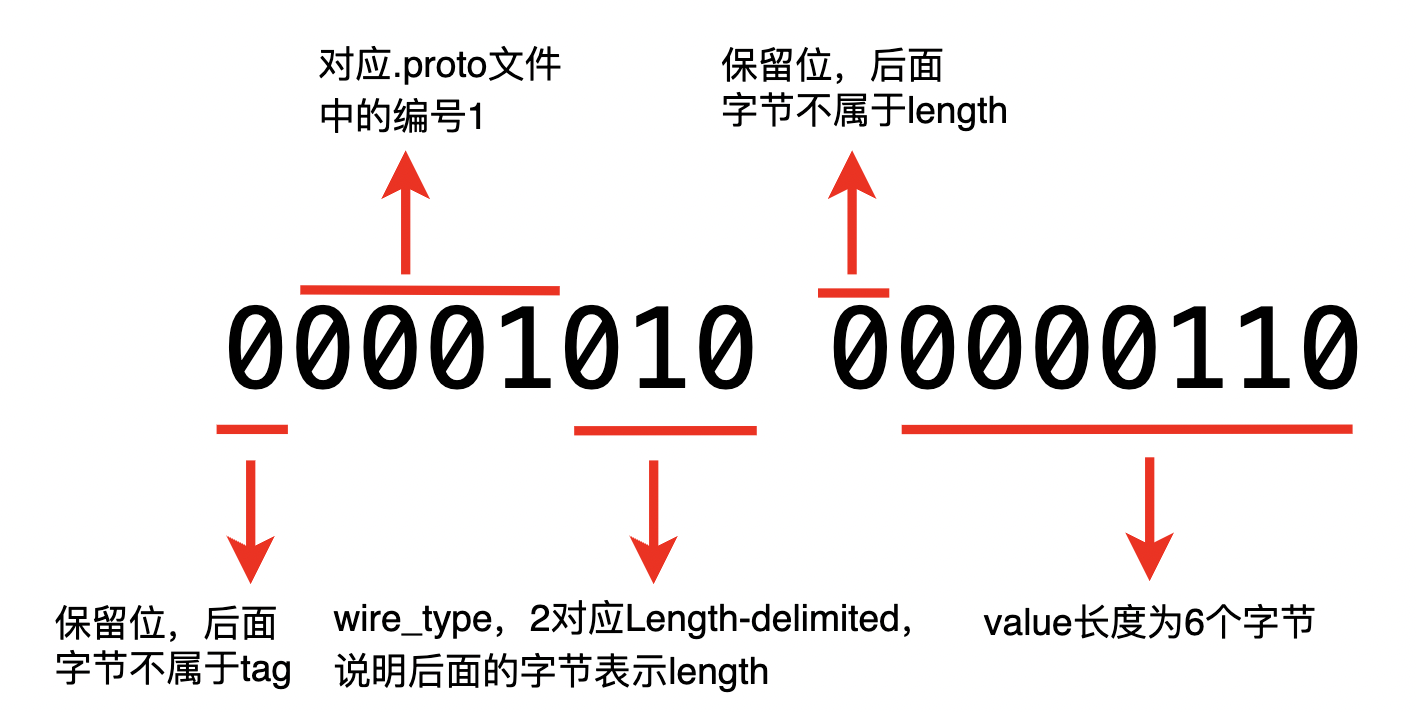 对应.proto文件
中的编号1
保留位，后面
字节不属于length
00001010 00000110
保留位，后面
字节不属于tag
wire_type，2对应Length-delimited，
说明后面的字节表示length
value长度为6个字节